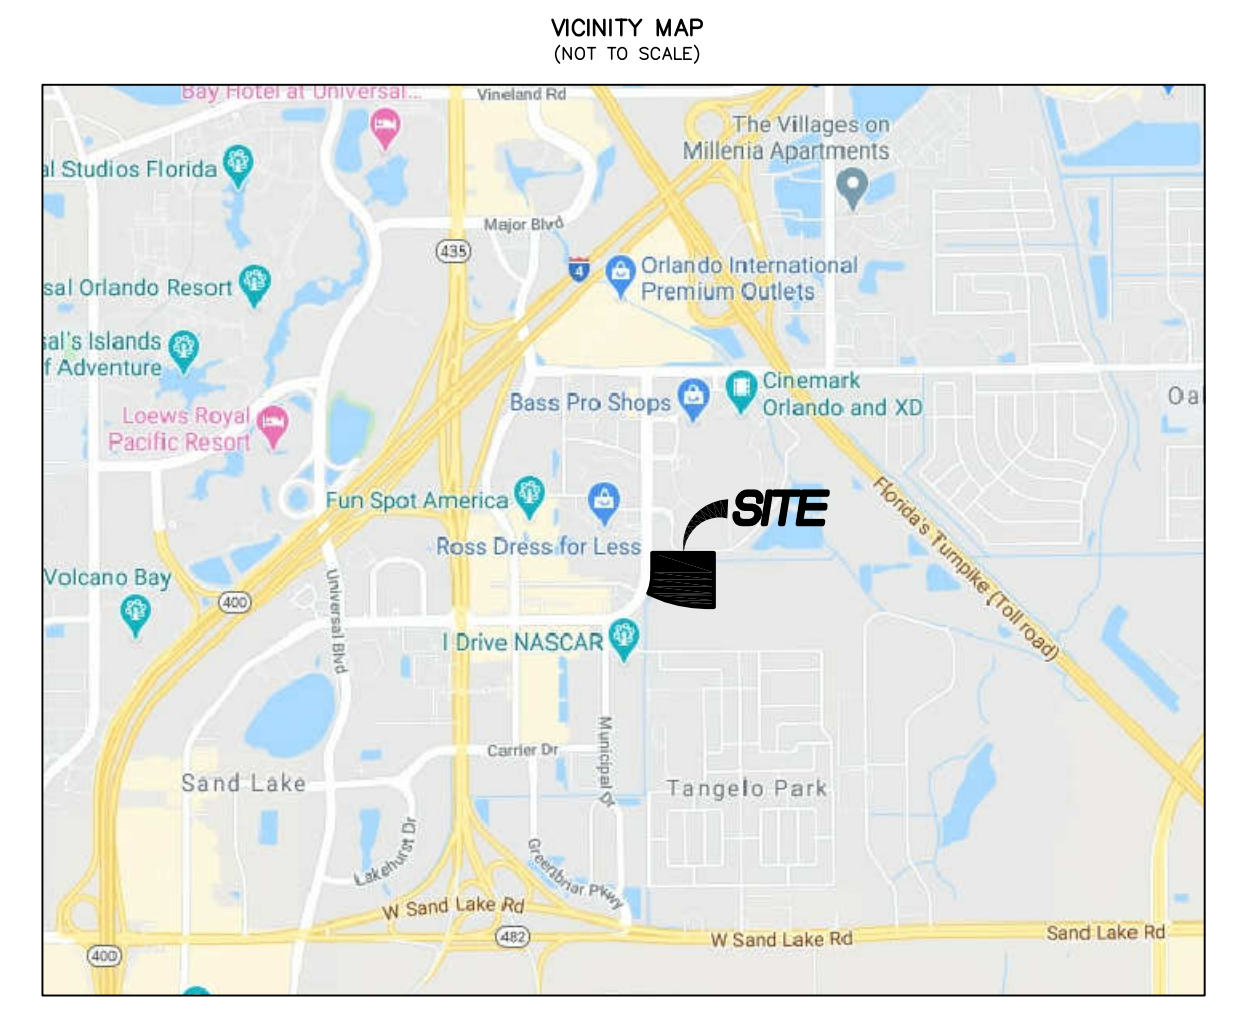 VICINITY MAP
(NOT TO SCALE)
Bay Hotel at Universal...
Vineland Rd
The Villages on
Millenia Apartments
al Studios Florida
Major Blvd
435
4
Orlando International
Premium Outlets
sal Orlando Resort
sal's Islands
f Adventure
Cinemark
Orlando and XD
Bass Pro Shops
Oa
Loews Royal
Pacific Resort
Fun Spot America
SITE
Florida's Turnpike (Toll road)
Ross Dress for Less
Volcano Bay
400
Universal Blvd
I Drive NASCAR
Carrier Dr
Municipal Dr
Sand Lake
Tangelo Park
Lakehurst Dr
Greenbriar Pkwy
W Sand Lake Rd
482
W Sand Lake Rd
Sand Lake Rd
400